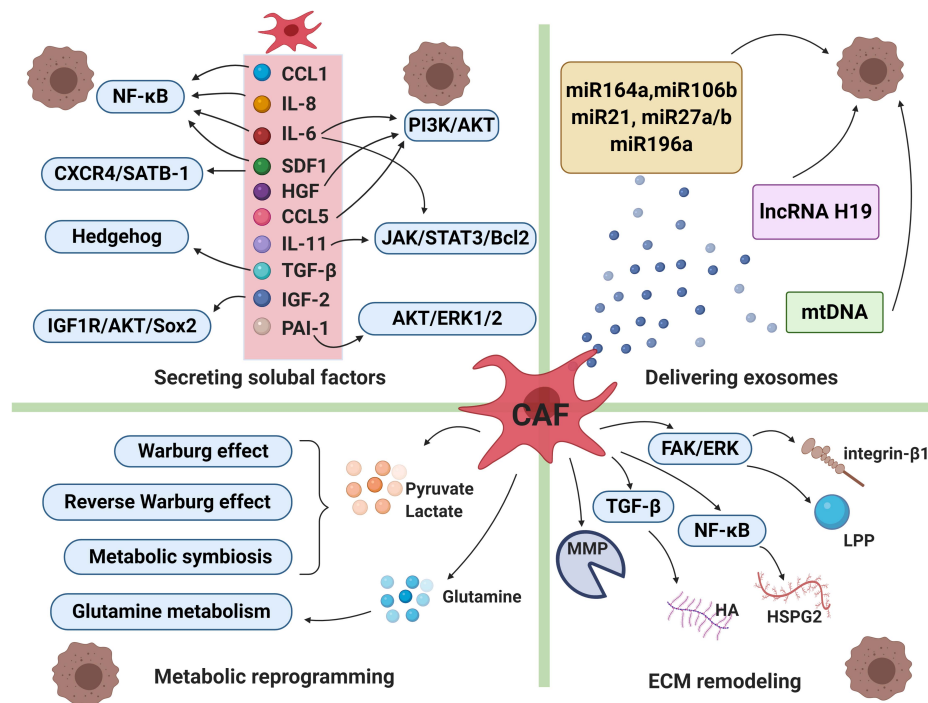 CCL1
IL-8
IL-6
SDF1
HGF
CCL5
IL-11
TGF-β
IGF-2
PAI-1
NF-κB
CXCR4/SATB-1
Hedgehog
IGF1R/AKT/Sox2
PI3K/AKT
JAK/STAT3/Bcl2
AKT/ERK1/2
Secreting solubal factors
miR164a,miR106b
miR21, miR27a/b
miR196a
lncRNA H19
mtDNA
Delivering exosomes
CAF
Warburg effect
Reverse Warburg effect
Metabolic symbiosis
Glutamine metabolism
Pyruvate
Lactate
Glutamine
Metabolic reprogramming
FAK/ERK
integrin-β1
LPP
TGF-β
NF-κB
MMP
HA
HSPG2
ECM remodeling